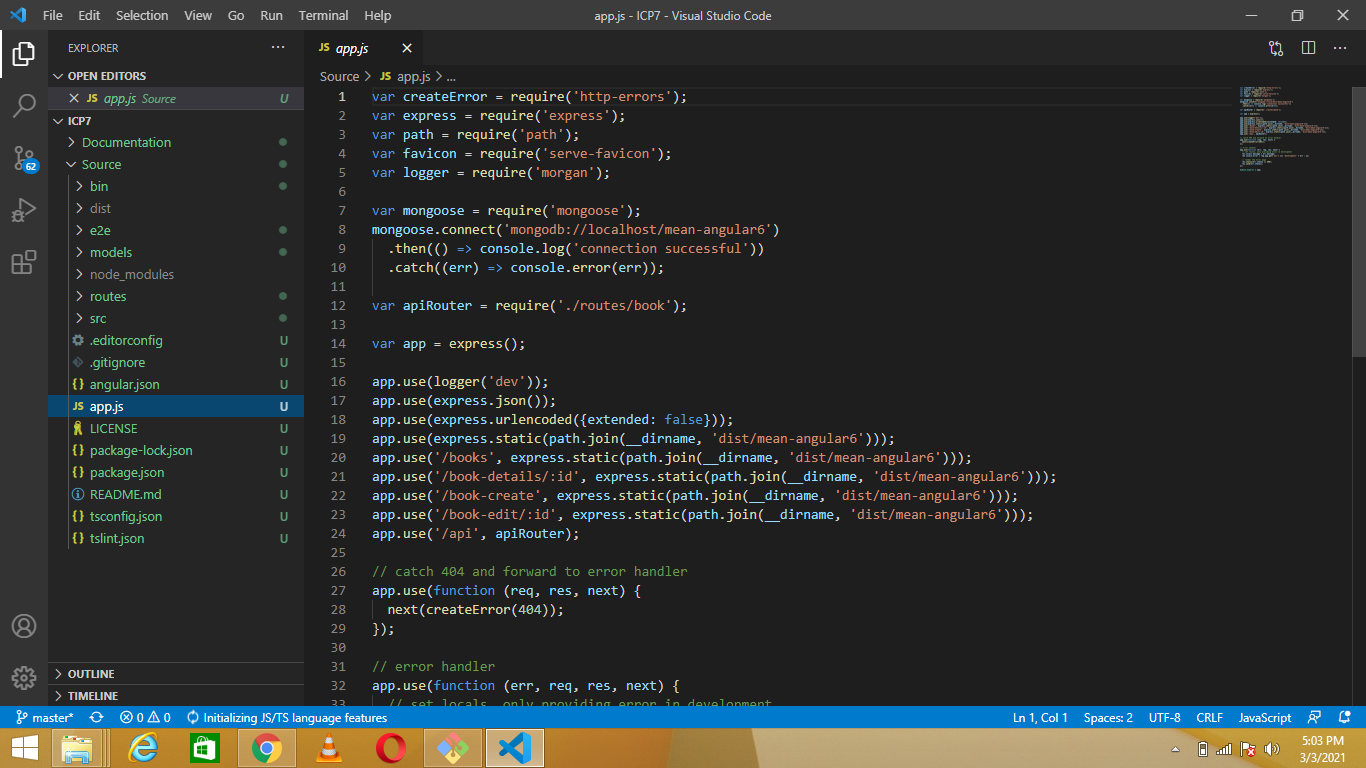 File Edit Selection View Go Run Terminal Help
app.js - ICP7 - Visual Studio Code
EXPLORER
OPEN EDITORS
JS app.js Source U
ICP7
Documentation
Source
bin
dist
e2e
models
node_modules
routes
src
.editorconfig U
.gitignore U
{} angular.json U
JS app.js U
LICENSE U
{} package-lock.json U
{} package.json U
README.md U
{} tsconfig.json U
{} tslint.json U
OUTLINE
TIMELINE
62
JS app.js
Source > JS app.js > ...
1 var createError = require('http-errors');
2 var express = require('express');
3 var path = require('path');
4 var favicon = require('serve-favicon');
5 var logger = require('morgan');
6
7 var mongoose = require('mongoose');
8 mongoose.connect('mongodb://localhost/mean-angular6')
9 .then(() => console.log('connection successful'))
10 .catch((err) => console.error(err));
11
12 var apiRouter = require('./routes/book');
13
14 var app = express();
15
16 app.use(logger('dev'));
17 app.use(express.json());
18 app.use(express.urlencoded({extended: false}));
19 app.use(express.static(path.join(__dirname, 'dist/mean-angular6')));
20 app.use('/books', express.static(path.join(__dirname, 'dist/mean-angular6')));
21 app.use('/book-details/:id', express.static(path.join(__dirname, 'dist/mean-angular6')));
22 app.use('/book-create', express.static(path.join(__dirname, 'dist/mean-angular6')));
23 app.use('/book-edit/:id', express.static(path.join(__dirname, 'dist/mean-angular6')));
24 app.use('/api', apiRouter);
25
26 // catch 404 and forward to error handler
27 app.use(function (req, res, next) {
28 next(createError(404));
29 });
30
31 // error handler
32 app.use(function (err, req, res, next) {
33 // set locals, only providing error in development
master* 0 0 Initializing JS/TS language features
Ln 1, Col 1 Spaces: 2 UTF-8 CRLF JavaScript
5:03 PM
3/3/2021